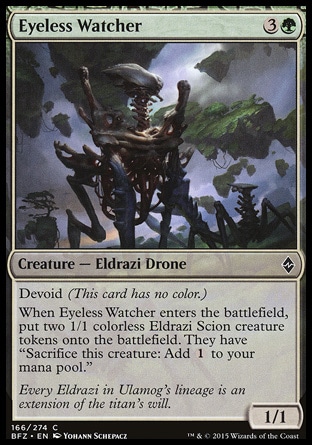 Eyeless Watcher 3
Creature — Eldrazi Drone
Devoid (This card has no color.)
When Eyeless Watcher enters the battlefield,
put two 1/1 colorless Eldrazi Scion creature
tokens onto the battlefield. They have
“Sacrifice this creature: Add 1 to your
mana pool.”
Every Eldrazi in Ulamog's lineage is an
extension of the titan's will.
1/1
166/274 C
BFZ • EN Yohann Schepacz
™ & © 2015 Wizards of the Coast